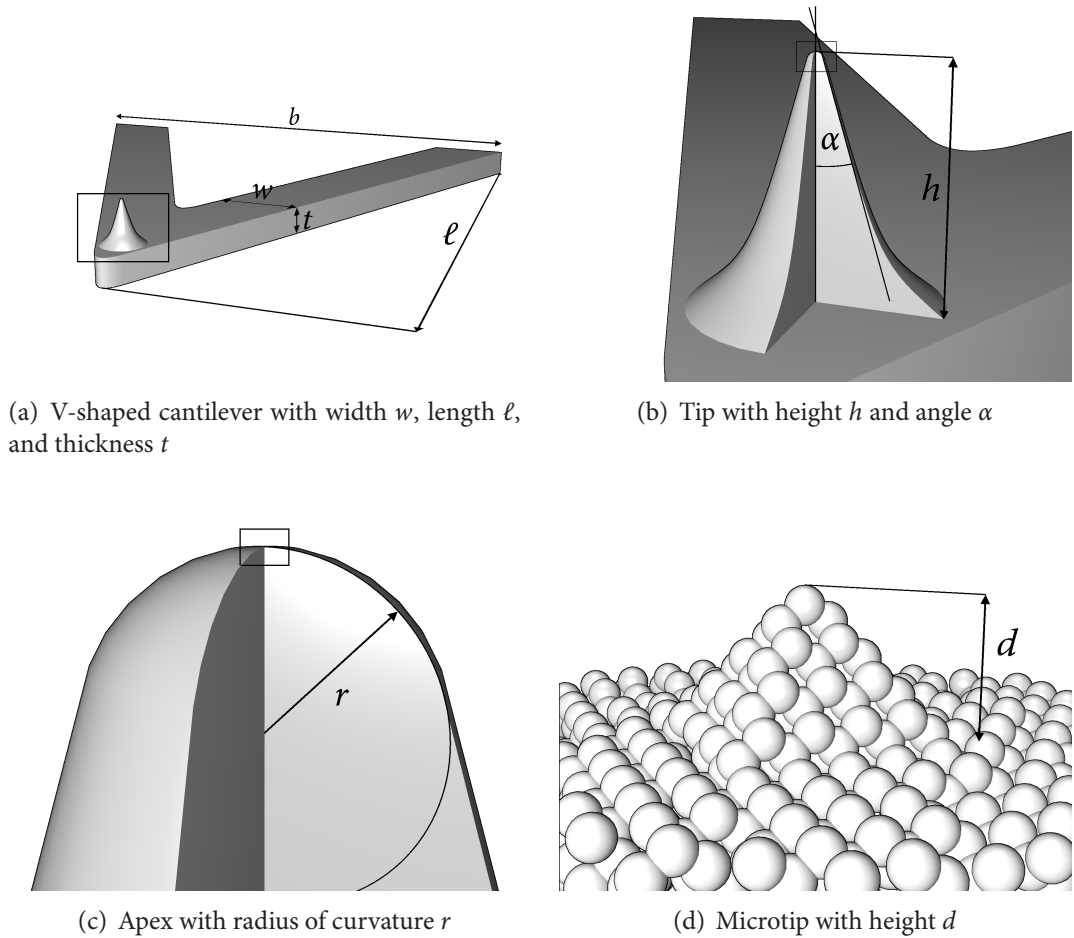 b
w
t
ℓ
α
h
(a) V-shaped cantilever with width w, length ℓ,
and thickness t
(b) Tip with height h and angle α
r
d
(c) Apex with radius of curvature r
(d) Microtip with height d